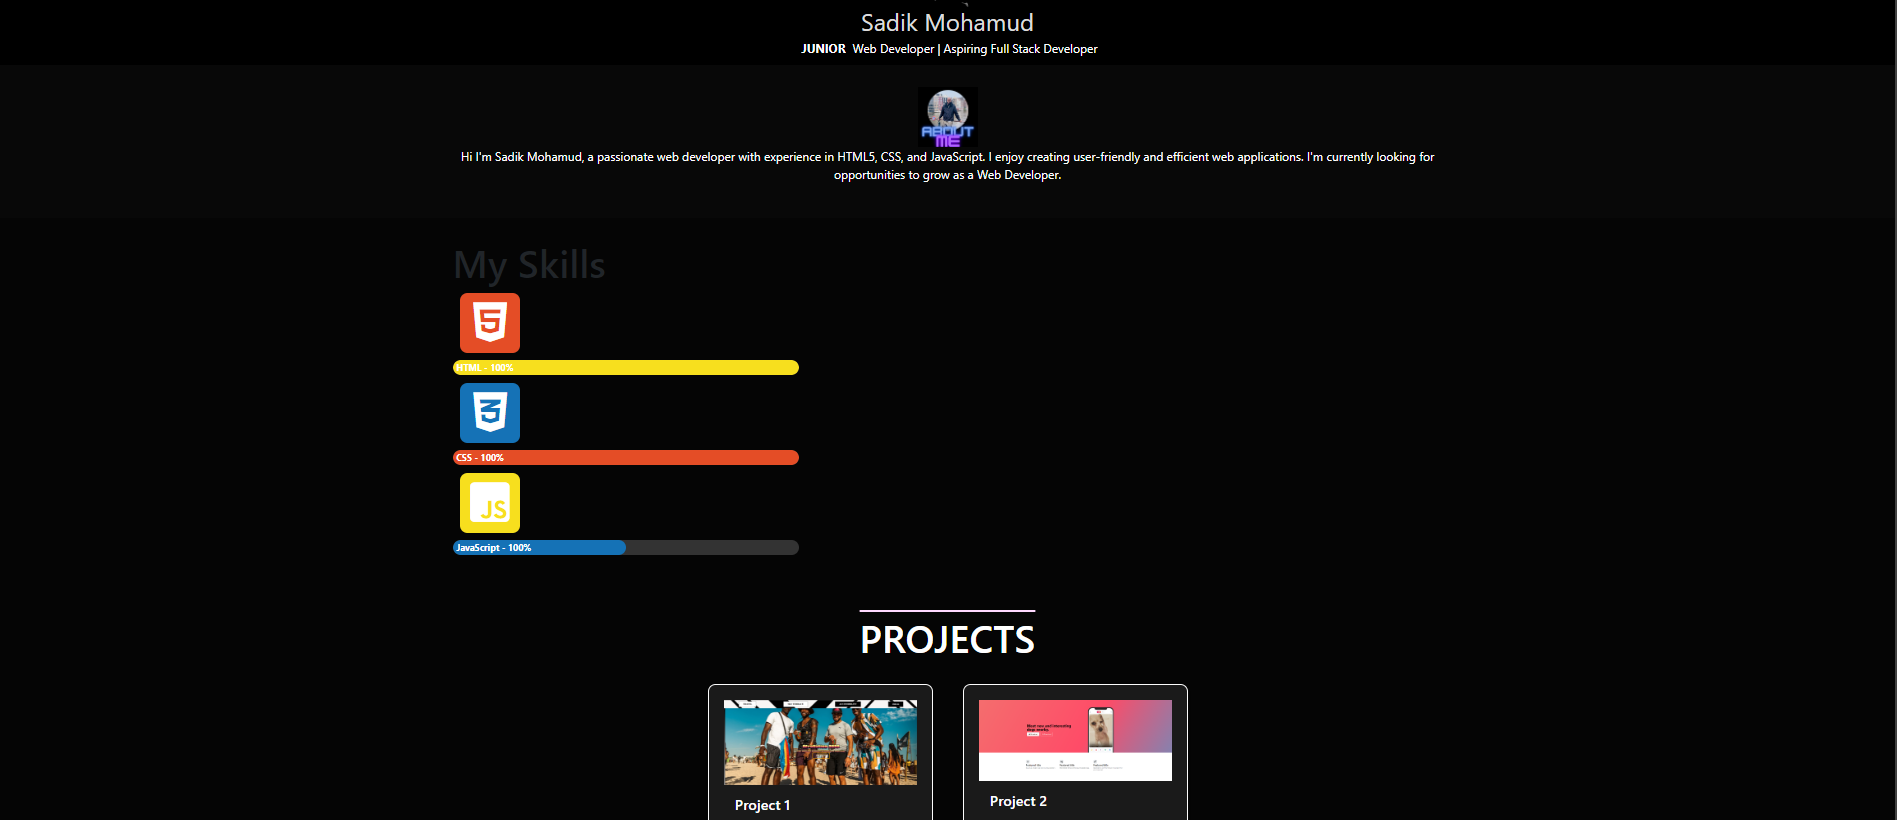 Sadik Mohamud
JUNIOR Web Developer | Aspiring Full Stack Developer
ABOUT
ME
Hi I'm Sadik Mohamud, a passionate web developer with experience in HTML5, CSS, and JavaScript. I enjoy creating user-friendly and efficient web applications. I'm currently looking for
opportunities to grow as a Web Developer.
My Skills
5
HTML - 100%
3
CSS - 100%
JS
JavaScript - 100%
PROJECTS
Project 1
Project 2